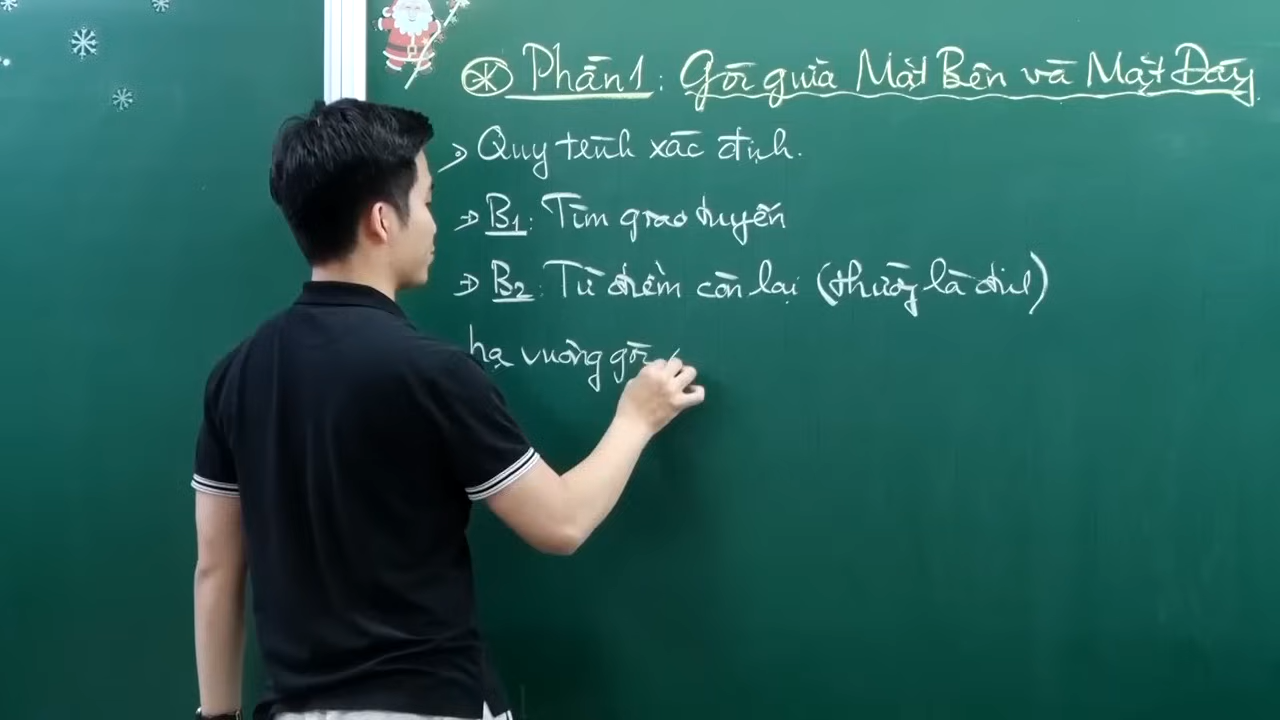 Phần 1: Góc giữa Mặt Bên và Mặt Đáy
Quy trình xác định.
B1: Tìm giao tuyến
B2: Từ điểm còn lại (thường là đỉnh)
hạ vuông góc